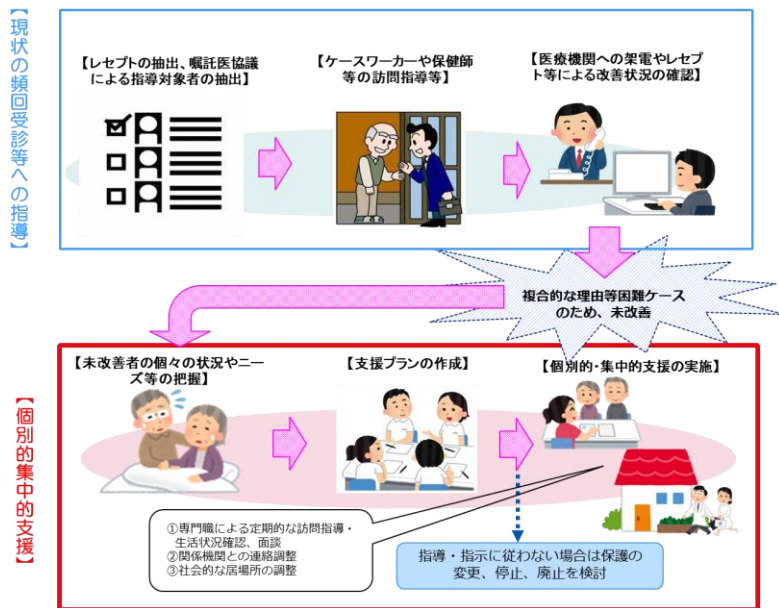 【現状の頻回受診等への指導】
【レセプトの抽出、嘱託医協議
による指導対象者の抽出】
【ケースワーカーや保健師
等の訪問指導等】
【医療機関への架電やレセプ
ト等による改善状況の確認】
複合的な理由等困難ケース
のため、未改善
【個別的集中的支援】
【未改善者の個々の状況やニー
ズ等の把握】
【支援プランの作成】
【個別的・集中的支援の実施】
①専門職による定期的な訪問指導・
生活状況確認、面談
②関係機関との連絡調整
③社会的な居場所の調整
指導・指示に従わない場合は保護の
変更、停止、廃止を検討